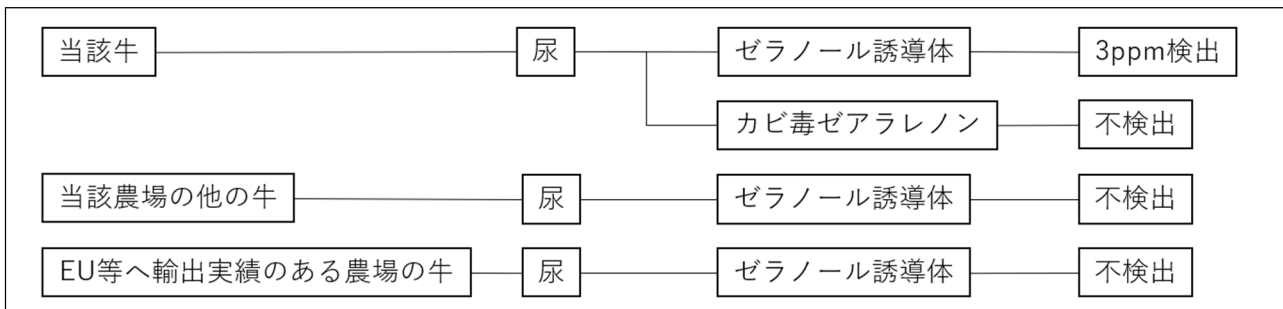 当該牛 尿 ゼラノール誘導体 3ppm検出
カビ毒ゼアラレノン 不検出
当該農場の他の牛 尿 ゼラノール誘導体 不検出
EU等へ輸出実績のある農場の牛 尿 ゼラノール誘導体 不検出